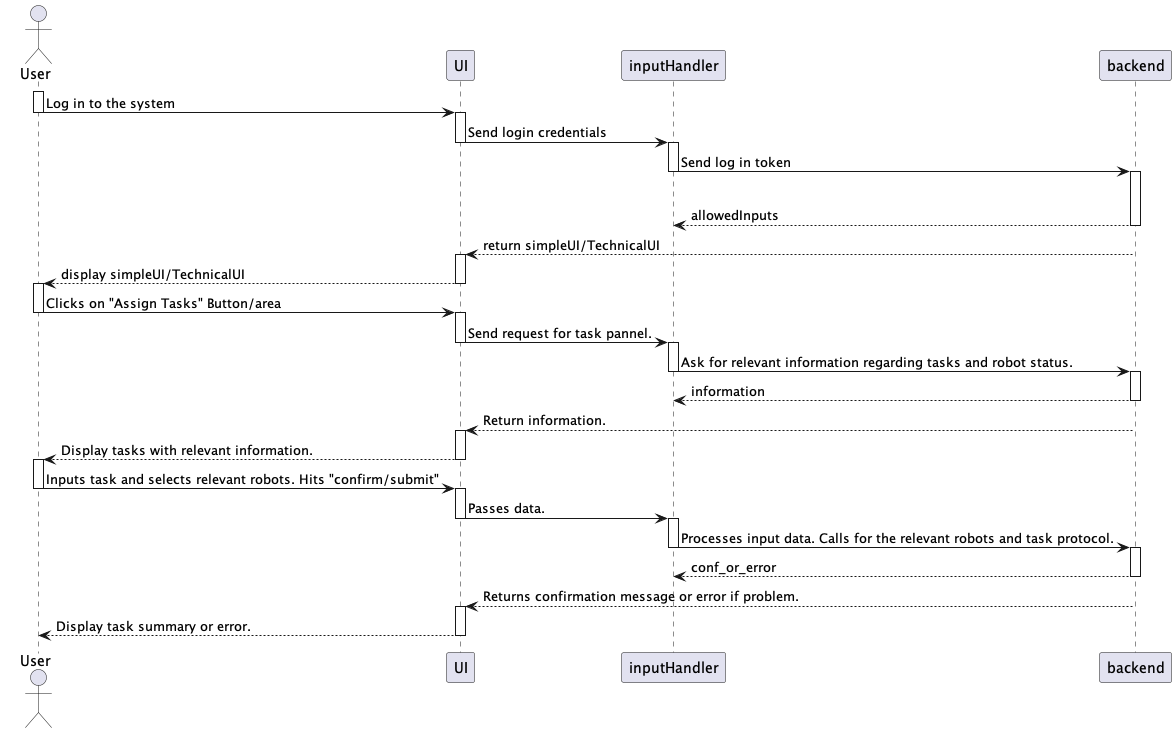 User
UI
inputHandler
backend
Log in to the system
Send login credentials
Send log in token
allowedInputs
return simpleUI/TechnicalUI
display simpleUI/TechnicalUI
Clicks on "Assign Tasks" Button/area
Send request for task pannel.
Ask for relevant information regarding tasks and robot status.
information
Return information.
Display tasks with relevant information.
Inputs task and selects relevant robots. Hits "confirm/submit"
Passes data.
Processes input data. Calls for the relevant robots and task protocol.
conf_or_error
Returns confirmation message or error if problem.
Display task summary or error.
User
UI
inputHandler
backend